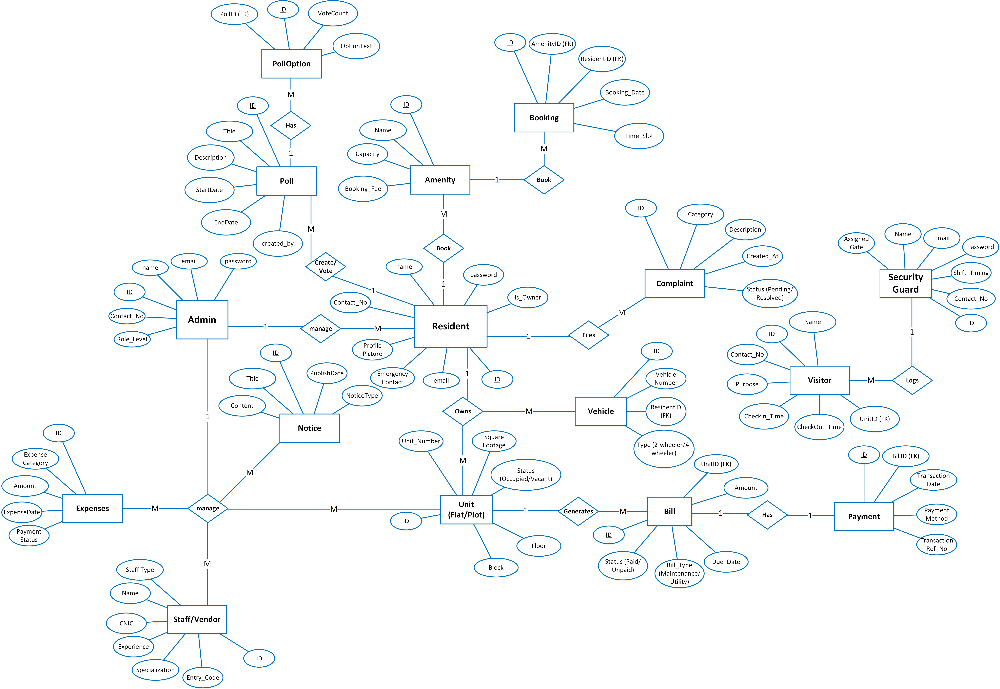 PollID (FK)
ID
VoteCount
OptionText
PollOption
M
Has
1
ID
Title
Description
StartDate
EndDate
created_by
Poll
M
Create/
Vote
1
ID
Name
Capacity
Booking_Fee
Amenity
1
Book
M
ID
AmenityID (FK)
ResidentID (FK)
Booking_Date
Time_Slot
Booking
M
Book
1
name
email
password
ID
Contact_No
Role_Level
Admin
1
manage
M
name
password
Contact_No
Is_Owner
Resident
Profile
Picture
Emergency
Contact
email
ID
1
Files
M
ID
Category
Description
Created_At
Status (Pending/
Resolved)
Complaint
Assigned
Gate
Name
Email
Password
Shift_Timing
Contact_No
ID
Security
Guard
1
Logs
M
ID
Name
Contact_No
Purpose
CheckIn_Time
CheckOut_Time
UnitID (FK)
Visitor
1
Owns
M
M
ID
Vehicle
Number
ResidentID
(FK)
Type (2-wheeler/4-
wheeler)
Vehicle
ID
Title
PublishDate
NoticeType
Content
Notice
M
1
manage
M
M
M
ID
Expense
Category
Amount
ExpenseDate
Payment
Status
Expenses
Unit_Number
Square
Footage
Status
(Occupied/Vacant)
Unit
(Flat/Plot)
ID
Floor
Block
1
Generates
M
UnitID (FK)
Amount
Bill
ID
Status (Paid/
Unpaid)
Bill_Type
(Maintenance/
Utility)
Due_Date
1
Has
1
ID
BillID (FK)
Transaction
Date
Payment
Method
Transaction
Ref_No
Payment
Staff Type
Name
CNIC
Experience
Specialization
Entry_Code
ID
Staff/Vendor